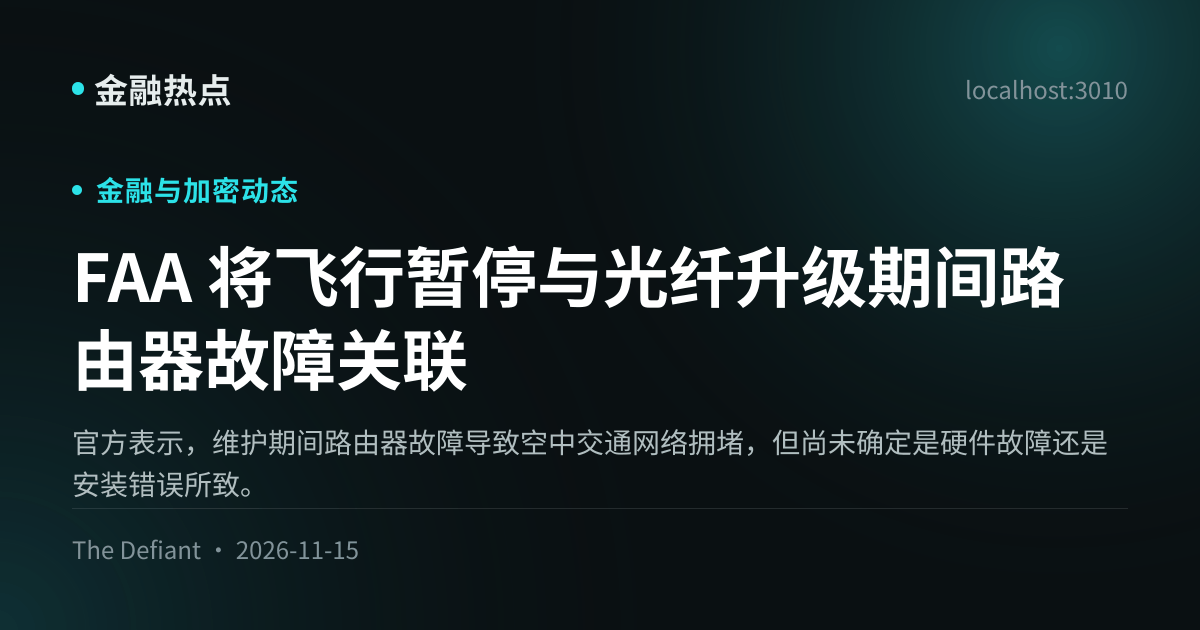 金融热点
localhost:3010
金融与加密动态
FAA 将飞行暂停与光纤升级期间路
由器故障关联
官方表示，维护期间路由器故障导致空中交通网络拥堵，但尚未确定是硬件故障还是
安装错误所致。
The Defiant • 2026-11-15